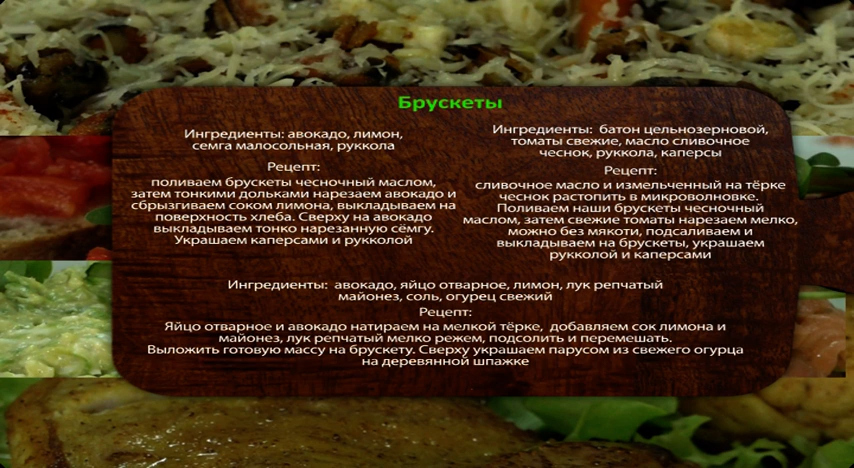 Брускеты
Ингредиенты: авокадо, лимон,
семга малосольная, руккола
Рецепт:
поливаем брускеты чесночный маслом,
затем тонкими дольками нарезаем авокадо и
сбрызгиваем соком лимона, выкладываем на
поверхность хлеба. Сверху на авокадо
выкладываем тонко нарезанную сёмгу.
Украшаем каперсами и рукколой
Ингредиенты: батон цельнозерновой,
томаты свежие, масло сливочное
чеснок, руккола, каперсы
Рецепт:
сливочное масло и измельченный на тёрке
чеснок растопить в микроволновке.
Поливаем наши брускеты чесночный
маслом, затем свежие томаты нарезаем мелко,
можно без мякоти, подсаливаем и
выкладываем на брускеты, украшаем
рукколой и каперсами
Ингредиенты: авокадо, яйцо отварное, лимон, лук репчатый
майонез, соль, огурец свежий
Рецепт:
Яйцо отварное и авокадо натираем на мелкой тёрке, добавляем сок лимона и
майонез, лук репчатый мелко режем, подсолить и перемешать.
Выложить готовую массу на брускету. Сверху украшаем парусом из свежего огурца
на деревянной шпажке